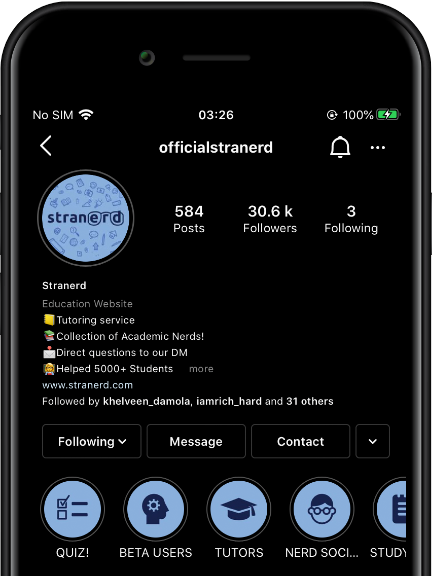 No SIM 03:26 100%
officialstranerd
stranerd
584 30.6 k 3
Posts Followers Following
Stranerd
Education Website
📒Tutoring service
📚Collection of Academic Nerds!
📩Direct questions to our DM
👩‍🎓Helped 5000+ Students more
www.stranerd.com
Followed by khelveen_damola, iamrich_hard and 31 others
Following Message Contact
QUIZ! BETA USERS TUTORS NERD SOCI... STUDY